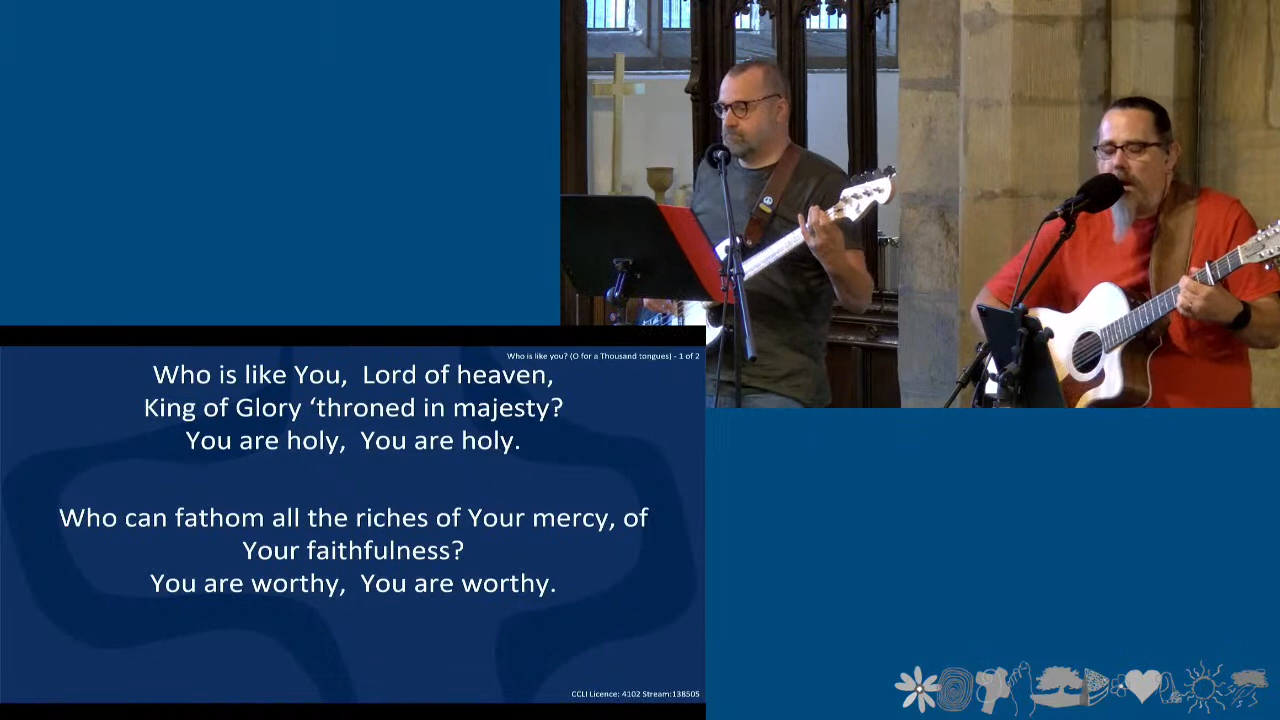 Who is like you? (O for a Thousand tongues) - 1 of 2
Who is like You,  Lord of heaven,
King of Glory ‘throned in majesty?
You are holy,  You are holy.
Who can fathom all the riches of Your mercy, of
Your faithfulness?
You are worthy,  You are worthy.
CCLI Licence: 4102 Stream:138505